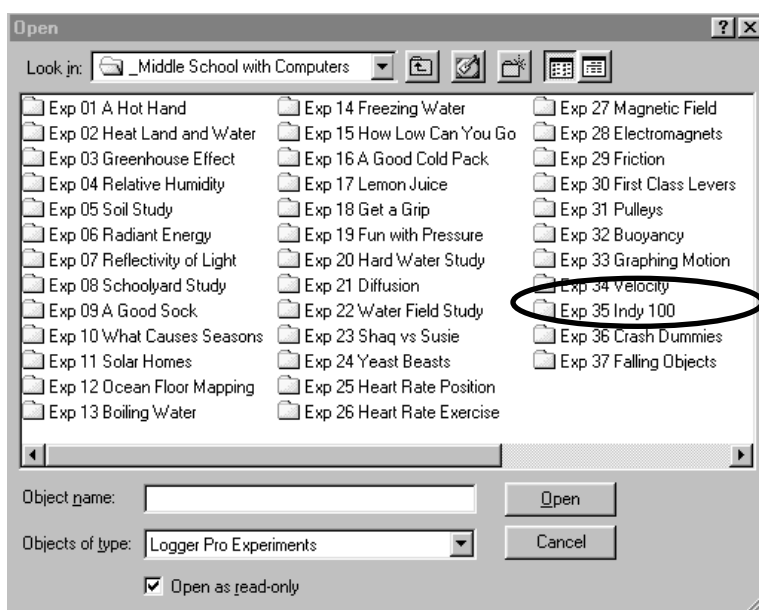 Open
Look in: _Middle School with Computers
Exp 01 A Hot Hand
Exp 02 Heat Land and Water
Exp 03 Greenhouse Effect
Exp 04 Relative Humidity
Exp 05 Soil Study
Exp 06 Radiant Energy
Exp 07 Reflectivity of Light
Exp 08 Schoolyard Study
Exp 09 A Good Sock
Exp 10 What Causes Seasons
Exp 11 Solar Homes
Exp 12 Ocean Floor Mapping
Exp 13 Boiling Water
Exp 14 Freezing Water
Exp 15 How Low Can You Go
Exp 16 A Good Cold Pack
Exp 17 Lemon Juice
Exp 18 Get a Grip
Exp 19 Fun with Pressure
Exp 20 Hard Water Study
Exp 21 Diffusion
Exp 22 Water Field Study
Exp 23 Shaq vs Susie
Exp 24 Yeast Beasts
Exp 25 Heart Rate Position
Exp 26 Heart Rate Exercise
Exp 27 Magnetic Field
Exp 28 Electromagnets
Exp 29 Friction
Exp 30 First Class Levers
Exp 31 Pulleys
Exp 32 Buoyancy
Exp 33 Graphing Motion
Exp 34 Velocity
Exp 35 Indy 100
Exp 36 Crash Dummies
Exp 37 Falling Objects
Object name:
Open
Objects of type: Logger Pro Experiments
Cancel
Open as read-only